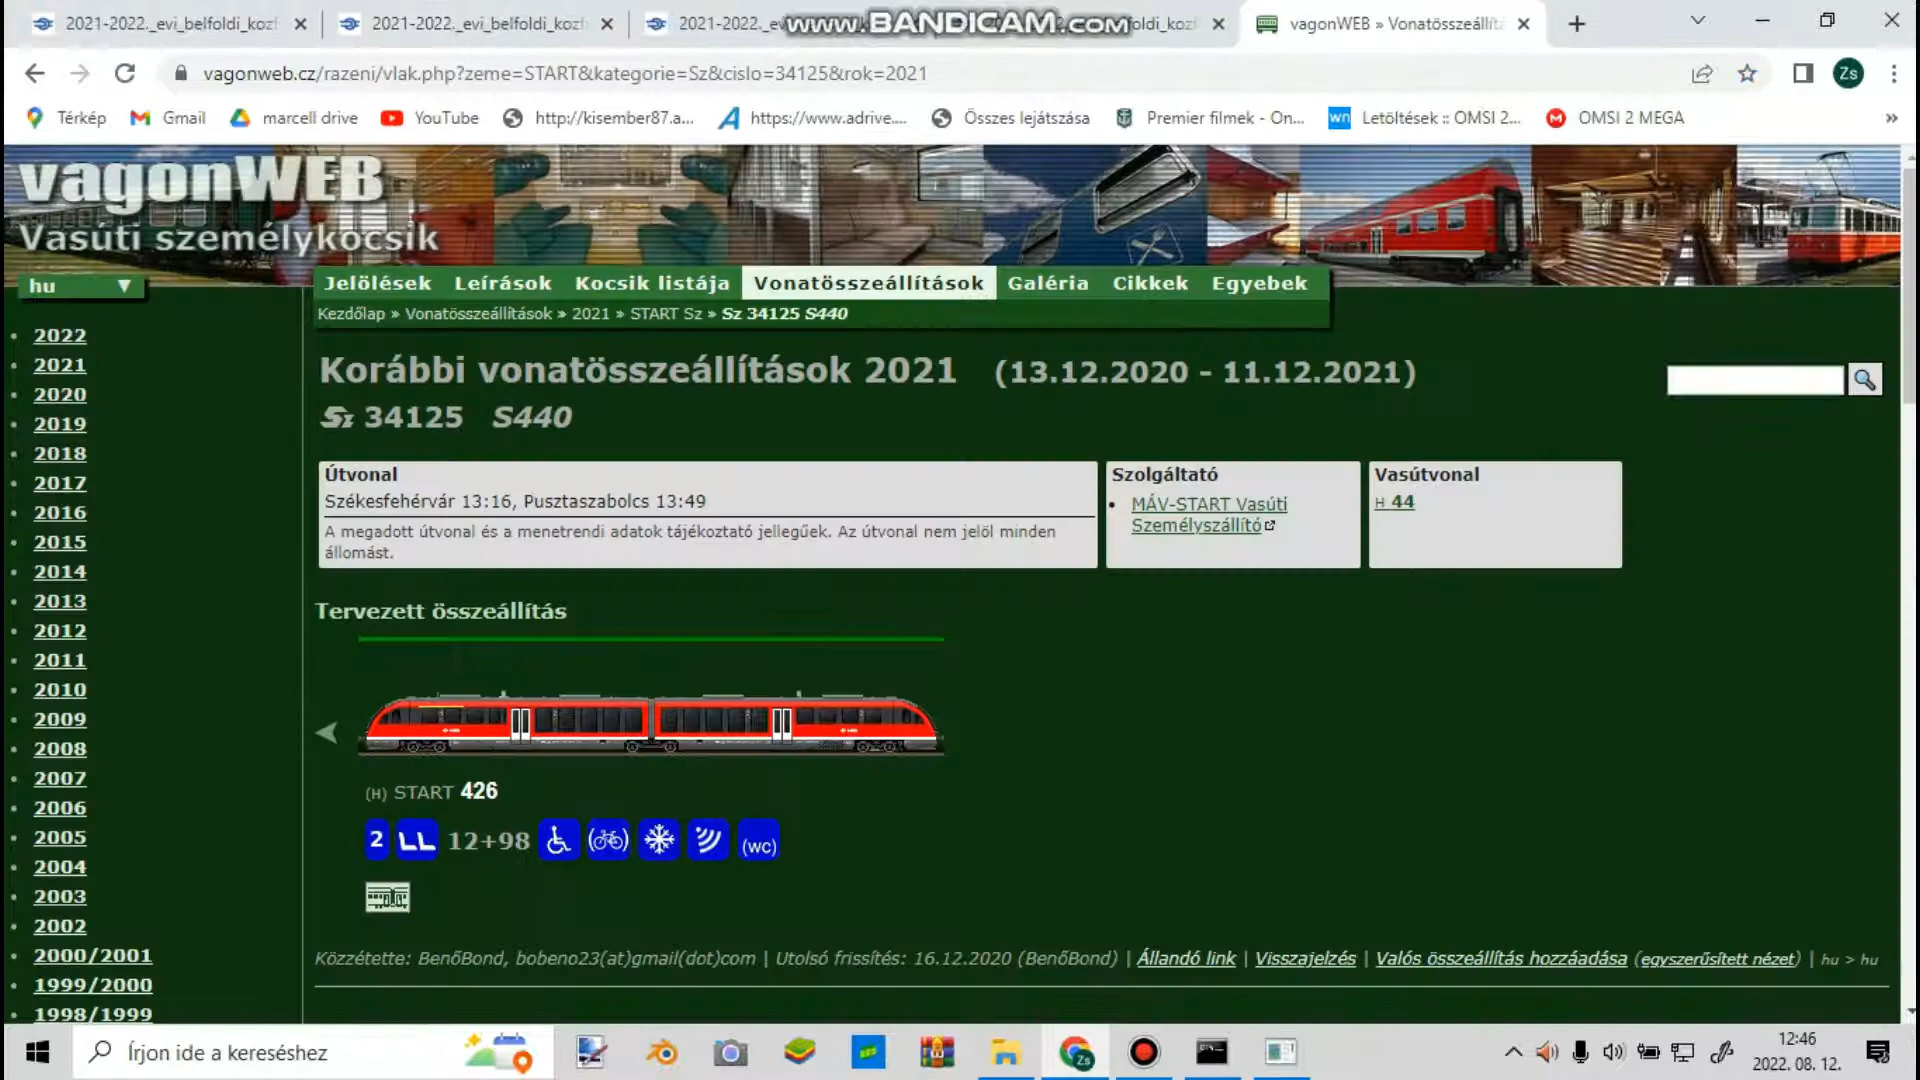 2021-2022._evi_belfoldi_kozf
2021-2022._evi_belfoldi_kozf
2021-2022._evi
www.BANDICAM.com
foldi_kozf
vagonWEB » Vonatösszeállít
vagonweb.cz/razeni/vlak.php?zeme=START&kategorie=Sz&cislo=34125&rok=2021
Zs
Térkép
Gmail
marcell drive
YouTube
http://kisember87.a...
https://www.adrive....
Összes lejátszása
Premier filmek - On...
wn
Letöltések :: OMSI 2...
OMSI 2 MEGA
»
vagonWEB
Vasúti személykocsik
hu ▼
Jelölések Leírások Kocsik listája Vonatösszeállítások Galéria Cikkek Egyebek
Kezdőlap » Vonatösszeállítások » 2021 » START Sz » Sz 34125 S440
2022
2021
2020
2019
2018
2017
2016
2015
2014
2013
2012
2011
2010
2009
2008
2007
2006
2005
2004
2003
2002
2000/2001
1999/2000
1998/1999
Korábbi vonatösszeállítások 2021 (13.12.2020 - 11.12.2021)
Sz 34125 S440
Útvonal
Székesfehérvár 13:16, Pusztaszabolcs 13:49
A megadott útvonal és a menetrendi adatok tájékoztató jellegűek. Az útvonal nem jelöl minden
állomást.
Szolgáltató
MÁV-START Vasúti
Személyszállító
Vasútvonal
H 44
Tervezett összeállítás
(H) START 426
2 12+98 (wc)
Közzétette: BenőBond, bobeno23(at)gmail(dot)com | Utolsó frissítés: 16.12.2020 (BenőBond) | Állandó link | Visszajelzés | Valós összeállítás hozzáadása (egyszerűsített nézet) | hu > hu
Írjon ide a kereséshez
Zs
12:46
2022. 08. 12.